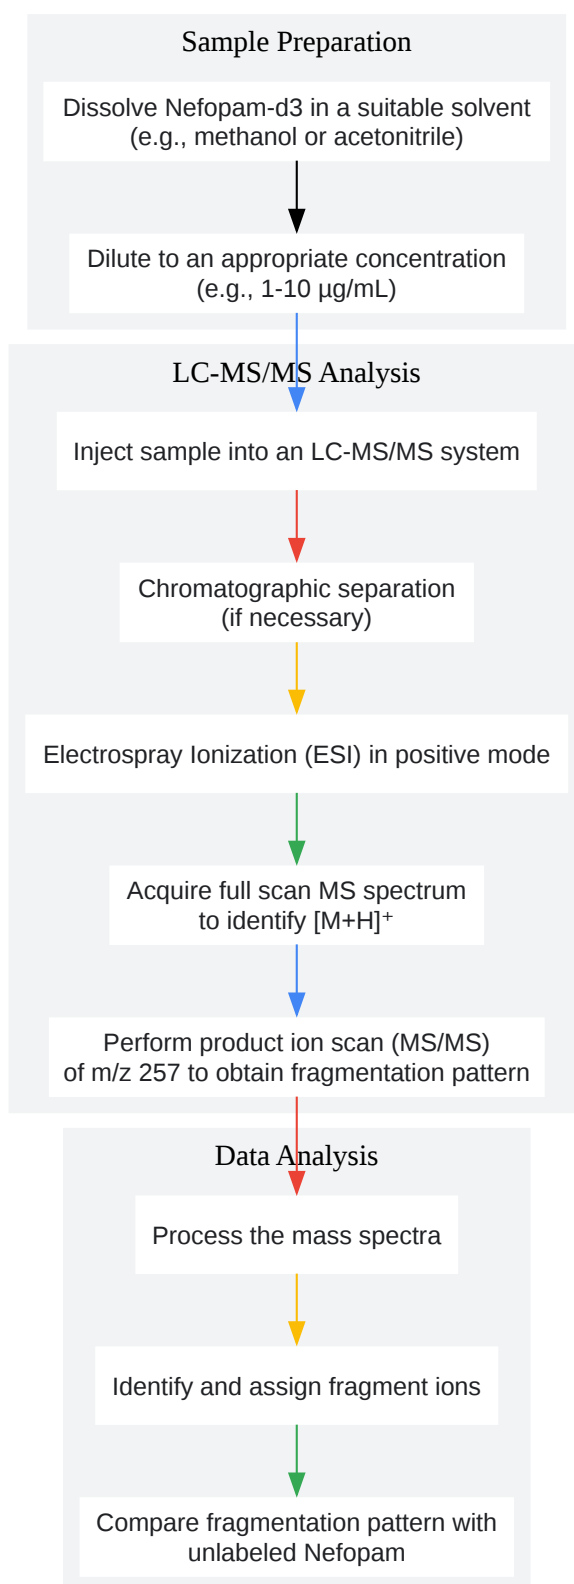 Sample Preparation
Dissolve Nefopam-d3 in a suitable solvent
(e.g., methanol or acetonitrile)
Dilute to an appropriate concentration
(e.g., 1-10 µg/mL)
LC-MS/MS Analysis
Inject sample into an LC-MS/MS system
Chromatographic separation
(if necessary)
Electrospray Ionization (ESI) in positive mode
Acquire full scan MS spectrum
to identify [M+H]⁺
Perform product ion scan (MS/MS)
of m/z 257 to obtain fragmentation pattern
Data Analysis
Process the mass spectra
Identify and assign fragment ions
Compare fragmentation pattern with
unlabeled Nefopam